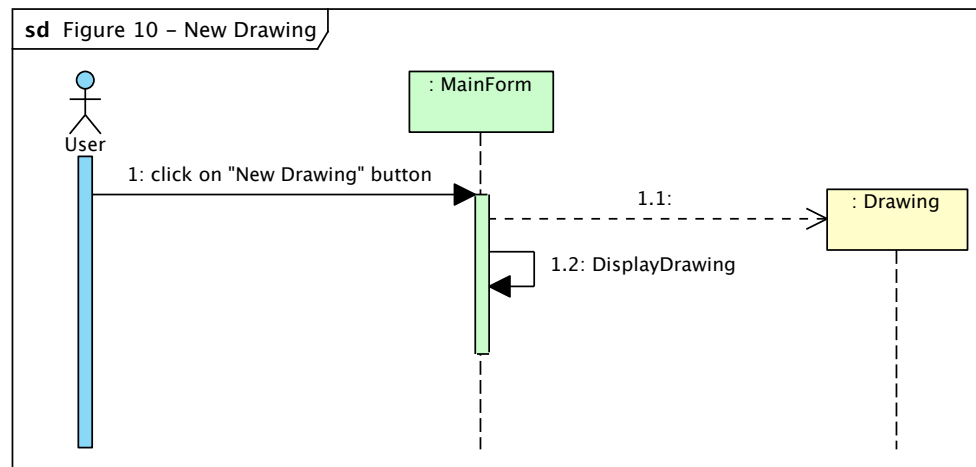 sd Figure 10 – New Drawing
: MainForm
User
1: click on "New Drawing" button
1.1:
: Drawing
1.2: DisplayDrawing